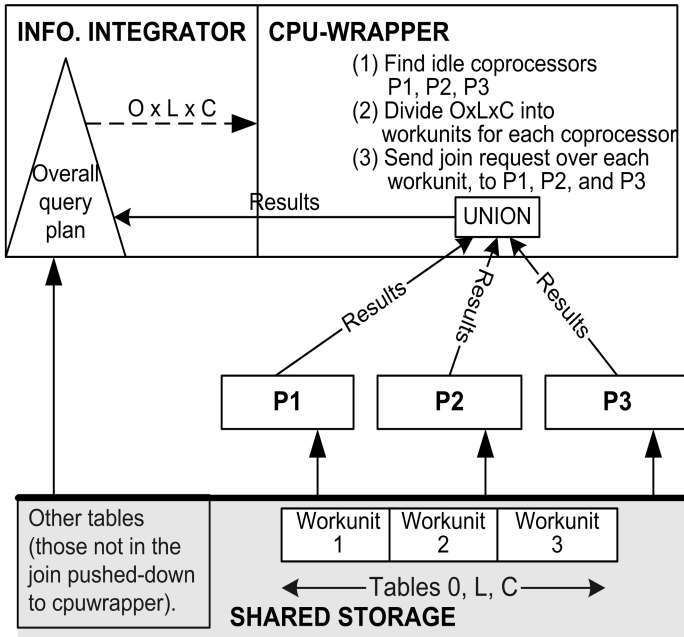 INFO. INTEGRATOR
CPU-WRAPPER
(1) Find idle coprocessors
P1, P2, P3
(2) Divide OxLxC into
workunits for each coprocessor
(3) Send join request over each
workunit, to P1, P2, and P3
O x L x C
Overall
query
plan
Results
UNION
Results
Results
Results
P1
P2
P3
Other tables
(those not in the
join pushed-down
to cpuwrapper).
Workunit
1
Workunit
2
Workunit
3
Tables 0, L, C
SHARED STORAGE